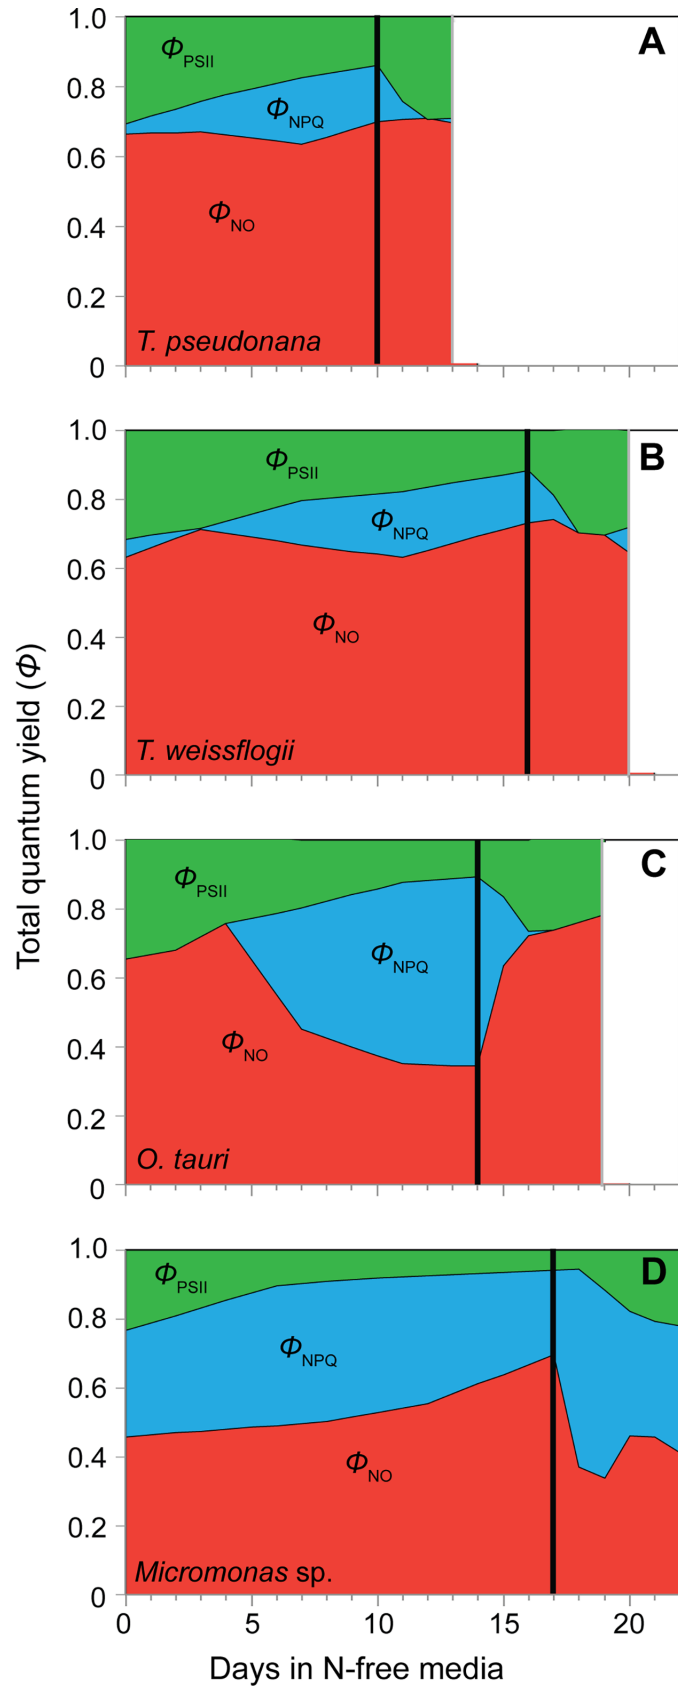 Total quantum yield (Φ)
1.0
0.8
0.6
0.4
0.2
0
A
ΦPSII
ΦNPQ
ΦNO
T. pseudonana
1.0
0.8
0.6
0.4
0.2
0
B
ΦPSII
ΦNPQ
ΦNO
T. weissflogii
1.0
0.8
0.6
0.4
0.2
0
C
ΦPSII
ΦNPQ
ΦNO
O. tauri
1.0
0.8
0.6
0.4
0.2
0
D
ΦPSII
ΦNPQ
ΦNO
Micromonas sp.
0 5 10 15 20
Days in N-free media